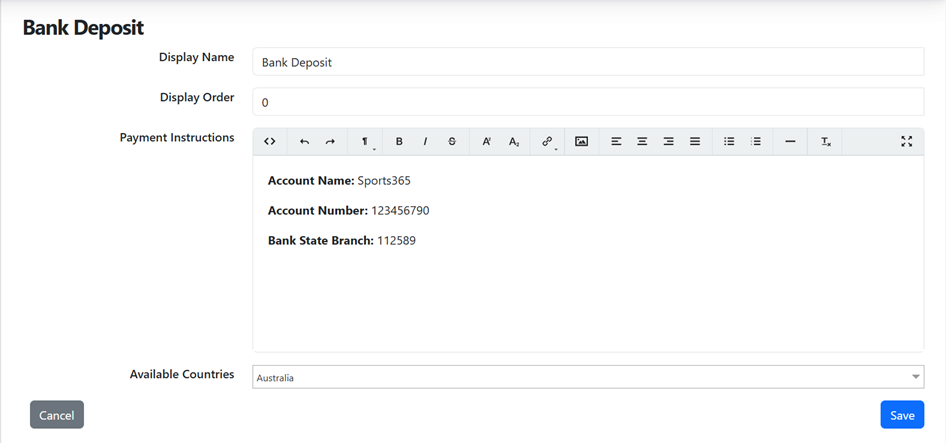 Bank Deposit
Display Name
Bank Deposit
Display Order
0
Payment Instructions
Account Name: Sports365
Account Number: 123456790
Bank State Branch: 112589
Available Countries
Australia
Cancel
Save